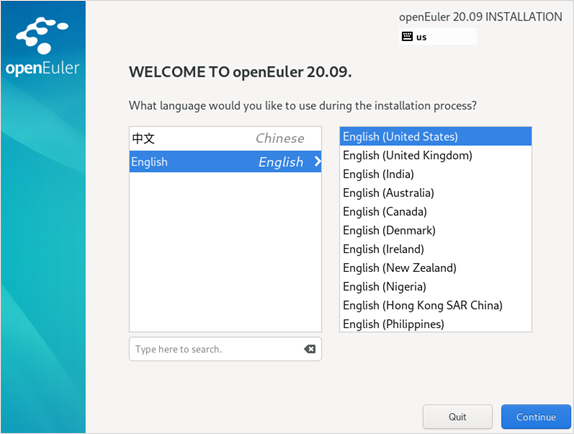 openEuler
openEuler 20.09 INSTALLATION
us
WELCOME TO openEuler 20.09.
What language would you like to use during the installation process?
中文 Chinese
English English
Type here to search.
English (United States)
English (United Kingdom)
English (India)
English (Australia)
English (Canada)
English (Denmark)
English (Ireland)
English (New Zealand)
English (Nigeria)
English (Hong Kong SAR China)
English (Philippines)
Quit
Continue